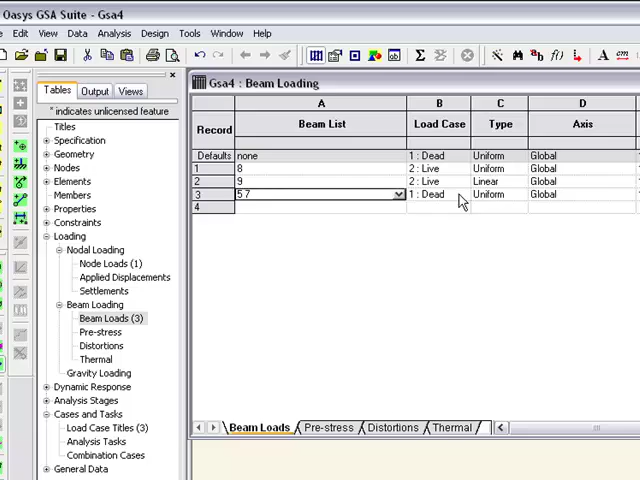 Oasys GSA Suite - Gsa4
Edit View Data Analysis Design Tools Window Help
Tables Output Views
* indicates unlicensed feature
Titles
Specification
Geometry
Nodes
Elements
Members
Properties
Constraints
Loading
Nodal Loading
Node Loads (1)
Applied Displacements
Settlements
Beam Loading
Beam Loads (3)
Pre-stress
Distortions
Thermal
Gravity Loading
Dynamic Response
Analysis Stages
Cases and Tasks
Load Case Titles (3)
Analysis Tasks
Combination Cases
General Data
Gsa4 : Beam Loading
A B C D
Record Beam List Load Case Type Axis
Defaults none 1 : Dead Uniform Global
1 8 2 : Live Uniform Global
2 9 2 : Live Linear Global
3 5 7 1 : Dead Uniform Global
4
Beam Loads Pre-stress Distortions Thermal